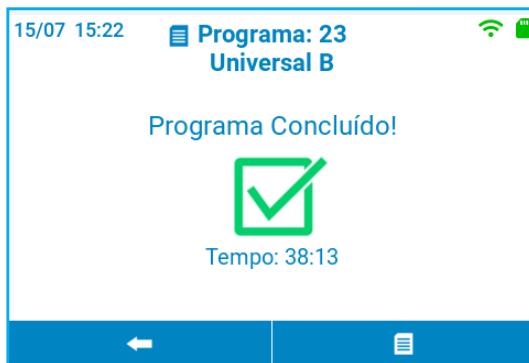 15/07 15:22
Programa: 23
Universal B
Programa Concluído!
Tempo: 38:13